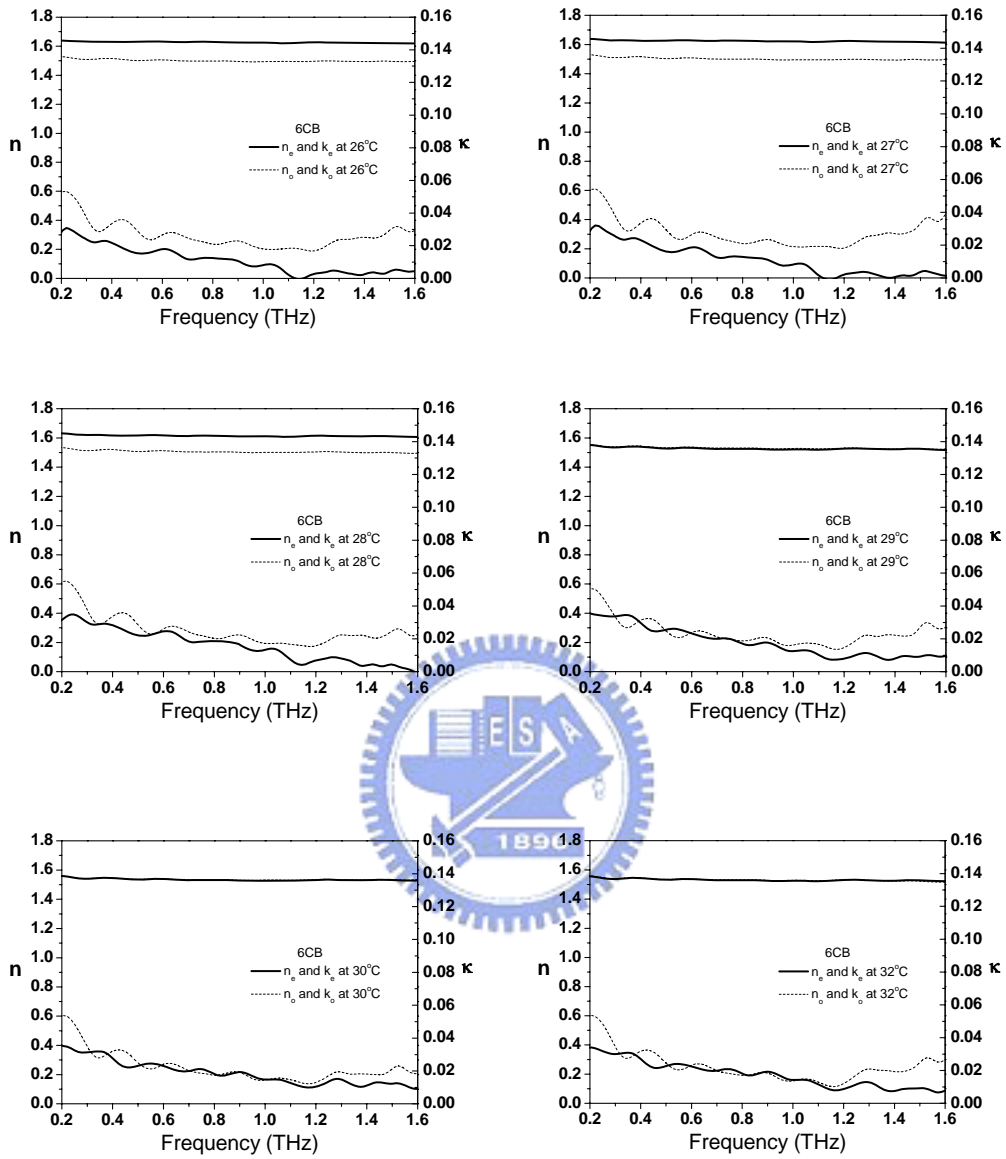 1.8
1.6
1.4
1.2
1.0
0.8
0.6
0.4
0.2
0.0
n
0.16
0.14
0.12
0.10
0.08
0.06
0.04
0.02
0.00
κ
6CB
nₑ and kₑ at 26°C
nₒ and kₒ at 26°C
0.2 0.4 0.6 0.8 1.0 1.2 1.4 1.6
Frequency (THz)
1.8
1.6
1.4
1.2
1.0
0.8
0.6
0.4
0.2
0.0
n
0.16
0.14
0.12
0.10
0.08
0.06
0.04
0.02
0.00
κ
6CB
nₑ and kₑ at 27°C
nₒ and kₒ at 27°C
0.2 0.4 0.6 0.8 1.0 1.2 1.4 1.6
Frequency (THz)
1.8
1.6
1.4
1.2
1.0
0.8
0.6
0.4
0.2
0.0
n
0.16
0.14
0.12
0.10
0.08
0.06
0.04
0.02
0.00
κ
6CB
nₑ and kₑ at 28°C
nₒ and kₒ at 28°C
0.2 0.4 0.6 0.8 1.0 1.2 1.4 1.6
Frequency (THz)
1.8
1.6
1.4
1.2
1.0
0.8
0.6
0.4
0.2
0.0
n
0.16
0.14
0.12
0.10
0.08
0.06
0.04
0.02
0.00
κ
6CB
nₑ and kₑ at 29°C
nₒ and kₒ at 29°C
0.2 0.4 0.6 0.8 1.0 1.2 1.4 1.6
Frequency (THz)
E S A
1896
1.8
1.6
1.4
1.2
1.0
0.8
0.6
0.4
0.2
0.0
n
0.16
0.14
0.12
0.10
0.08
0.06
0.04
0.02
0.00
κ
6CB
nₑ and kₑ at 30°C
nₒ and kₒ at 30°C
0.2 0.4 0.6 0.8 1.0 1.2 1.4 1.6
Frequency (THz)
1.8
1.6
1.4
1.2
1.0
0.8
0.6
0.4
0.2
0.0
n
0.16
0.14
0.12
0.10
0.08
0.06
0.04
0.02
0.00
κ
6CB
nₑ and kₑ at 32°C
nₒ and kₒ at 32°C
0.2 0.4 0.6 0.8 1.0 1.2 1.4 1.6
Frequency (THz)